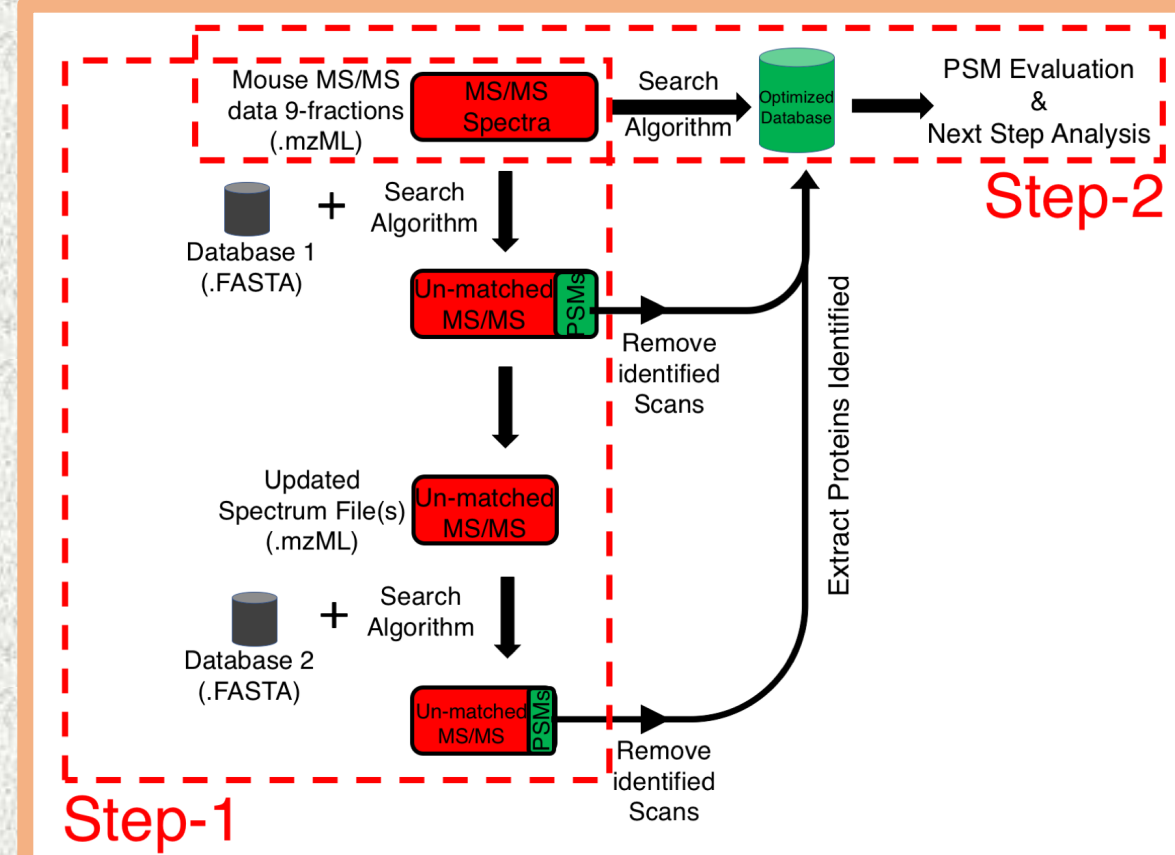 Mouse MS/MS
data 9-fractions
(.mzML)
MS/MS
Spectra
Search
Algorithm
Optimized
Database
PSM Evaluation
&
Next Step Analysis
Step-2
Database 1
(.FASTA)
+
Search
Algorithm
Un-matched
MS/MS
PSMs
Remove
identified
Scans
Extract Proteins Identified
Updated
Spectrum File(s)
(.mzML)
Un-matched
MS/MS
Database 2
(.FASTA)
+
Search
Algorithm
Un-matched
MS/MS
PSMs
Remove
identified
Scans
Step-1